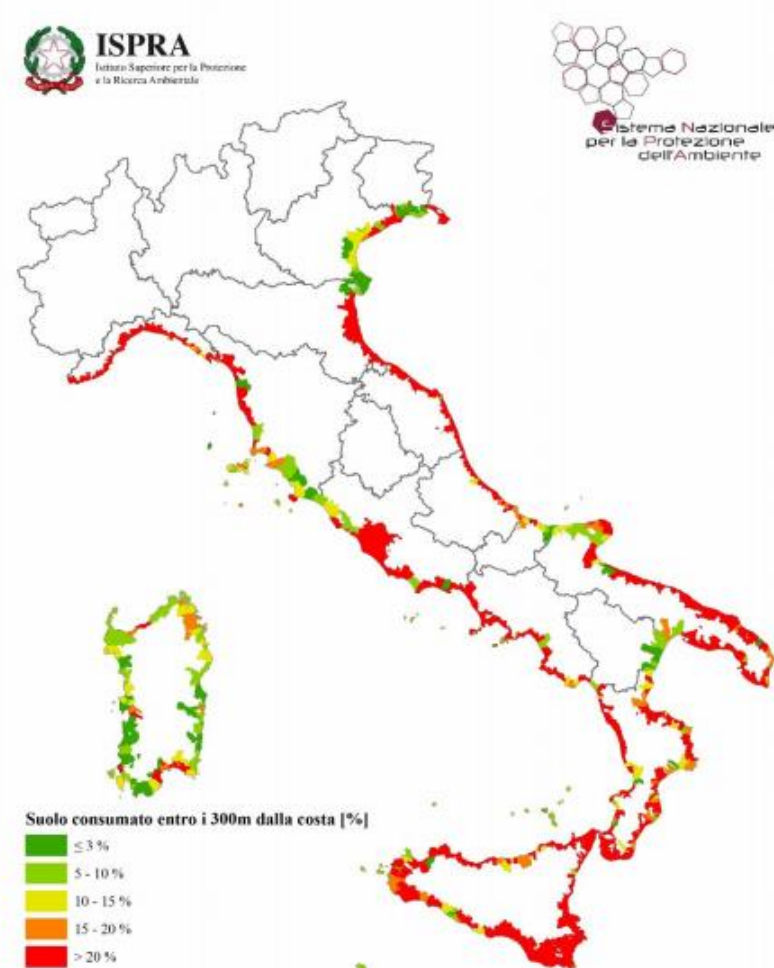 ISPRA
Istituto Superiore per la Protezione
e la Ricerca Ambientale
Sistema Nazionale
per la Protezione
dell'Ambiente
Suolo consumato entro i 300m dalla costa [%]
≤ 3 %
5 - 10 %
10 - 15 %
15 - 20 %
> 20 %